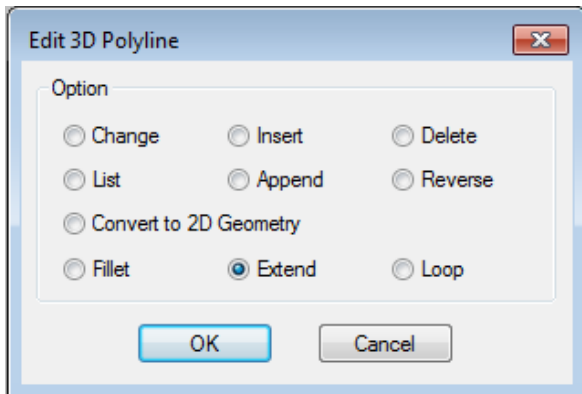 Edit 3D Polyline
Option
Change Insert Delete
List Append Reverse
Convert to 2D Geometry
Fillet Extend Loop
OK Cancel